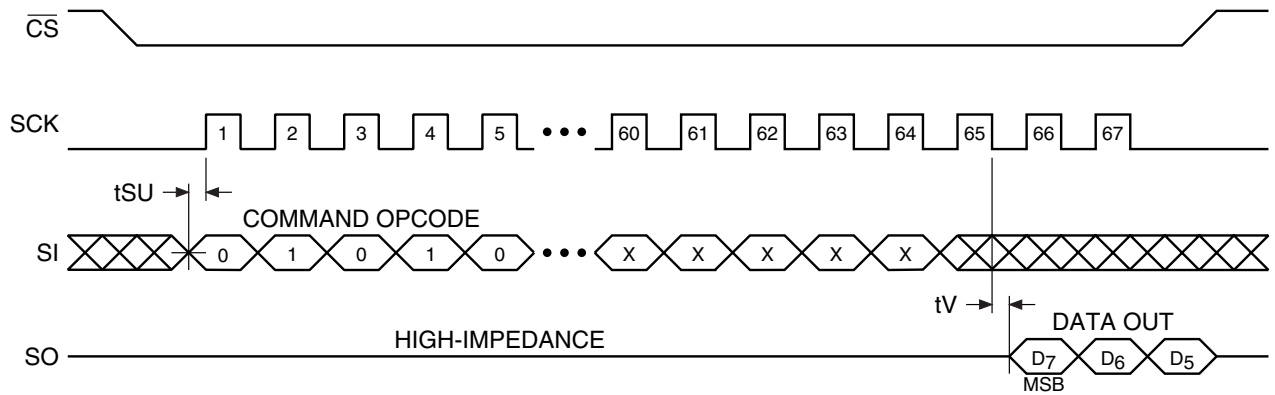 CS
SCK
1 2 3 4 5 ••• 60 61 62 63 64 65 66 67
tSU
COMMAND OPCODE
SI
0 1 0 1 0 ••• X X X X X
tV
DATA OUT
HIGH-IMPEDANCE
SO
D7 D6 D5
MSB